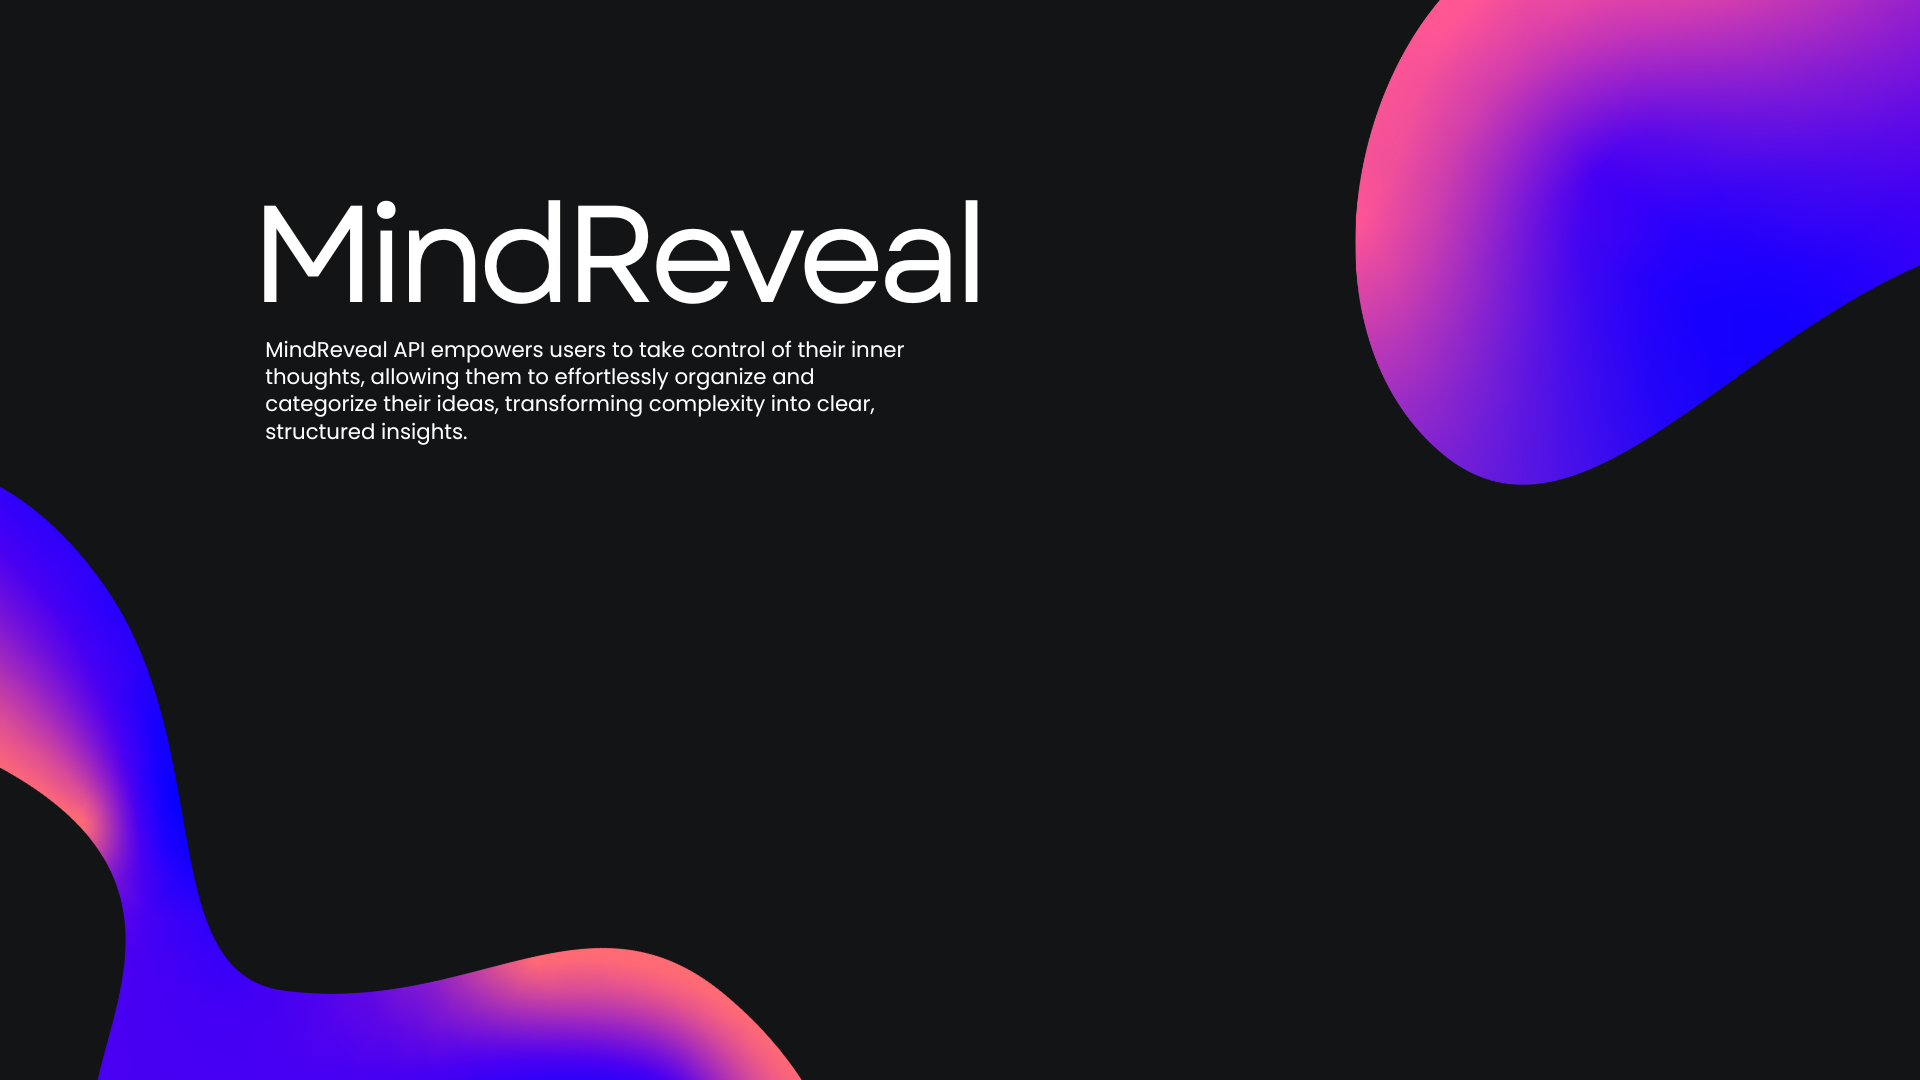 MindReveal
MindReveal API empowers users to take control of their inner
thoughts, allowing them to effortlessly organize and
categorize their ideas, transforming complexity into clear,
structured insights.